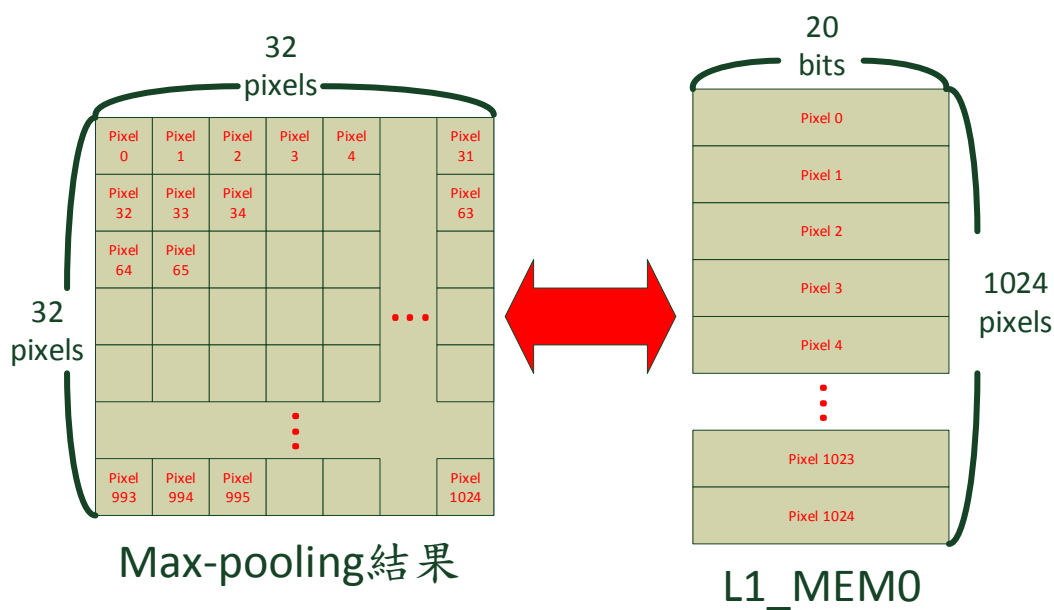 32
pixels
Pixel
0
Pixel
1
Pixel
2
Pixel
3
Pixel
4
Pixel
31
Pixel
32
Pixel
33
Pixel
34
Pixel
63
Pixel
64
Pixel
65
32
pixels
...
...
Pixel
993
Pixel
994
Pixel
995
Pixel
1024
Max-pooling結果
20
bits
Pixel 0
Pixel 1
Pixel 2
Pixel 3
Pixel 4
...
Pixel 1023
Pixel 1024
1024
pixels
L1_MEM0